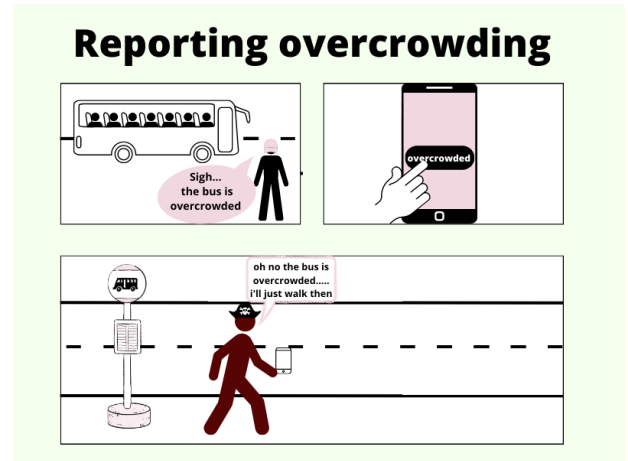 Reporting overcrowding
Sigh...
the bus is
overcrowded
overcrowded
oh no the bus is
overcrowded.....
i'll just walk then